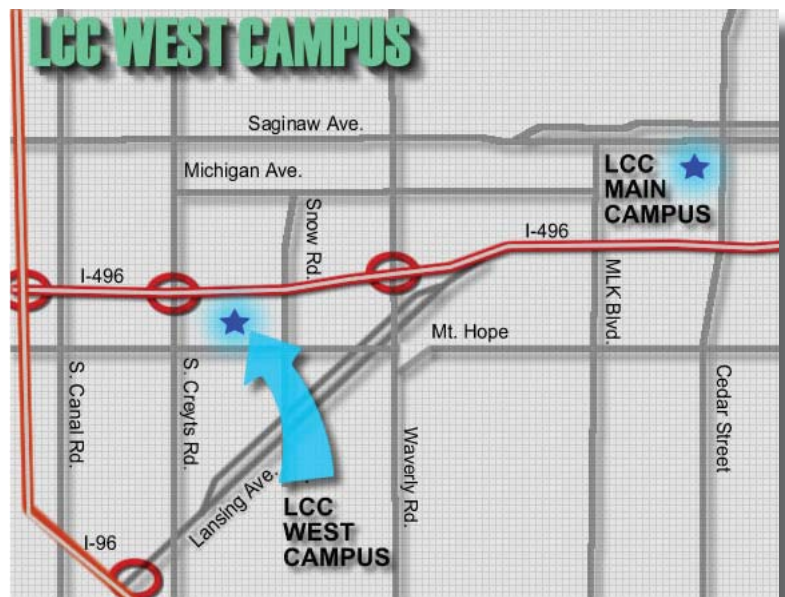 LCC WEST CAMPUS
Saginaw Ave.
Michigan Ave.
LCC
MAIN
CAMPUS
Snow Rd.
I-496
I-496
MLK Blvd.
Mt. Hope
S. Canal Rd.
S. Creyts Rd.
Cedar Street
Waverly Rd.
Lansing Ave.
LCC
WEST
CAMPUS
I-96